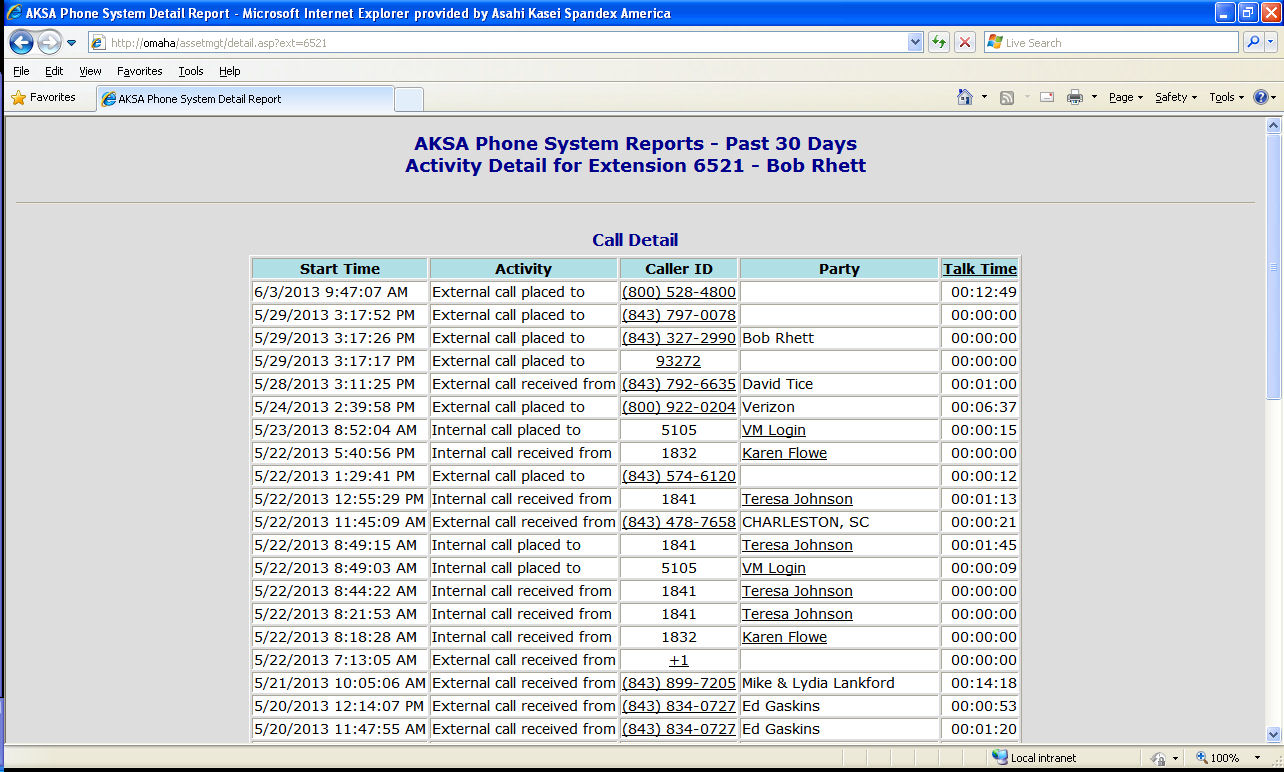 AKSA Phone System Detail Report - Microsoft Internet Explorer provided by Asahi Kasei Spandex America
http://omaha/assetmgt/detail.asp?ext=6521
Live Search
File Edit View Favorites Tools Help
Favorites AKSA Phone System Detail Report Page Safety Tools
AKSA Phone System Reports - Past 30 Days
Activity Detail for Extension 6521 - Bob Rhett
Call Detail
Start Time Activity Caller ID Party Talk Time
6/3/2013 9:47:07 AM External call placed to (800) 528-4800 00:12:49
5/29/2013 3:17:52 PM External call placed to (843) 797-0078 00:00:00
5/29/2013 3:17:26 PM External call placed to (843) 327-2990 Bob Rhett 00:00:00
5/29/2013 3:17:17 PM External call placed to 93272 00:00:00
5/28/2013 3:11:25 PM External call received from (843) 792-6635 David Tice 00:01:00
5/24/2013 2:39:58 PM External call placed to (800) 922-0204 Verizon 00:06:37
5/23/2013 8:52:04 AM Internal call placed to 5105 VM Login 00:00:15
5/22/2013 5:40:56 PM Internal call received from 1832 Karen Flowe 00:00:00
5/22/2013 1:29:41 PM External call placed to (843) 574-6120 00:00:12
5/22/2013 12:55:29 PM Internal call received from 1841 Teresa Johnson 00:01:13
5/22/2013 11:45:09 AM External call received from (843) 478-7658 CHARLESTON, SC 00:00:21
5/22/2013 8:49:15 AM Internal call placed to 1841 Teresa Johnson 00:01:45
5/22/2013 8:49:03 AM Internal call placed to 5105 VM Login 00:00:09
5/22/2013 8:44:22 AM Internal call received from 1841 Teresa Johnson 00:00:00
5/22/2013 8:21:53 AM Internal call received from 1841 Teresa Johnson 00:00:00
5/22/2013 8:18:28 AM Internal call received from 1832 Karen Flowe 00:00:00
5/22/2013 7:13:05 AM External call received from +1 00:00:00
5/21/2013 10:05:06 AM External call received from (843) 899-7205 Mike & Lydia Lankford 00:14:18
5/20/2013 12:14:07 PM External call received from (843) 834-0727 Ed Gaskins 00:00:53
5/20/2013 11:47:55 AM External call received from (843) 834-0727 Ed Gaskins 00:01:20
Local intranet 100%